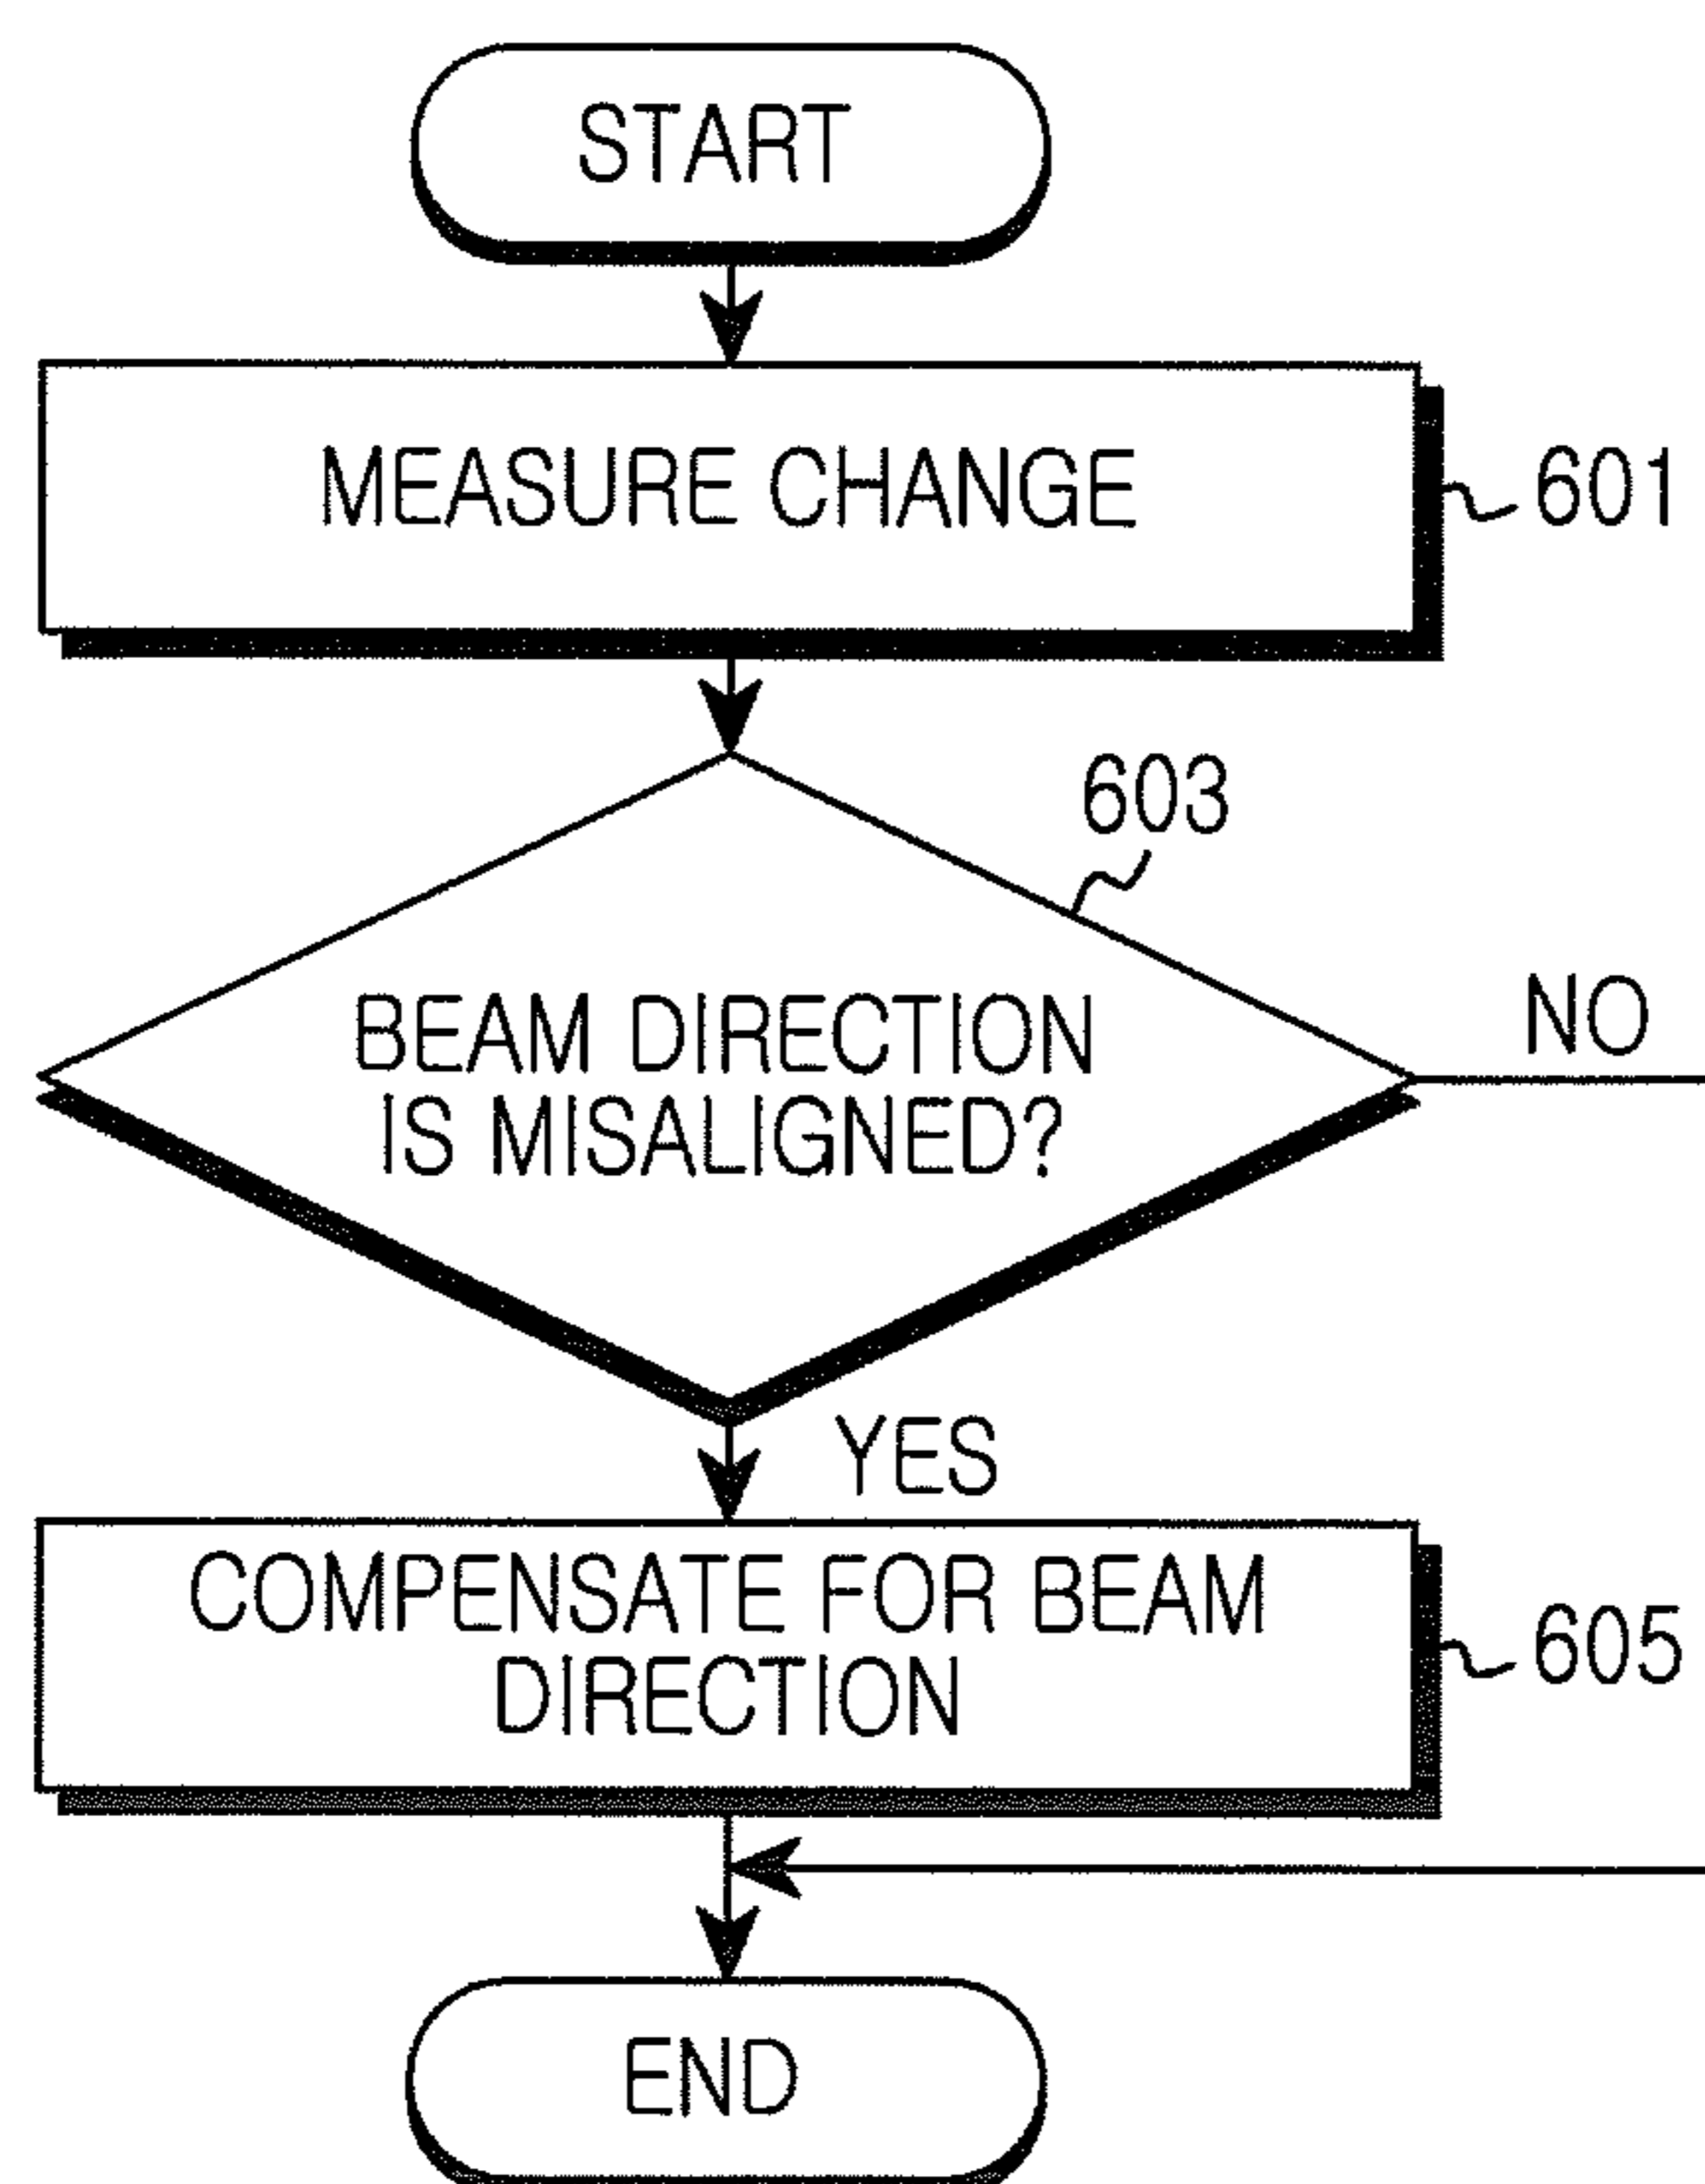 START
MEASURE CHANGE
601
603
BEAM DIRECTION
IS MISALIGNED?
NO
YES
COMPENSATE FOR BEAM
DIRECTION
605
END